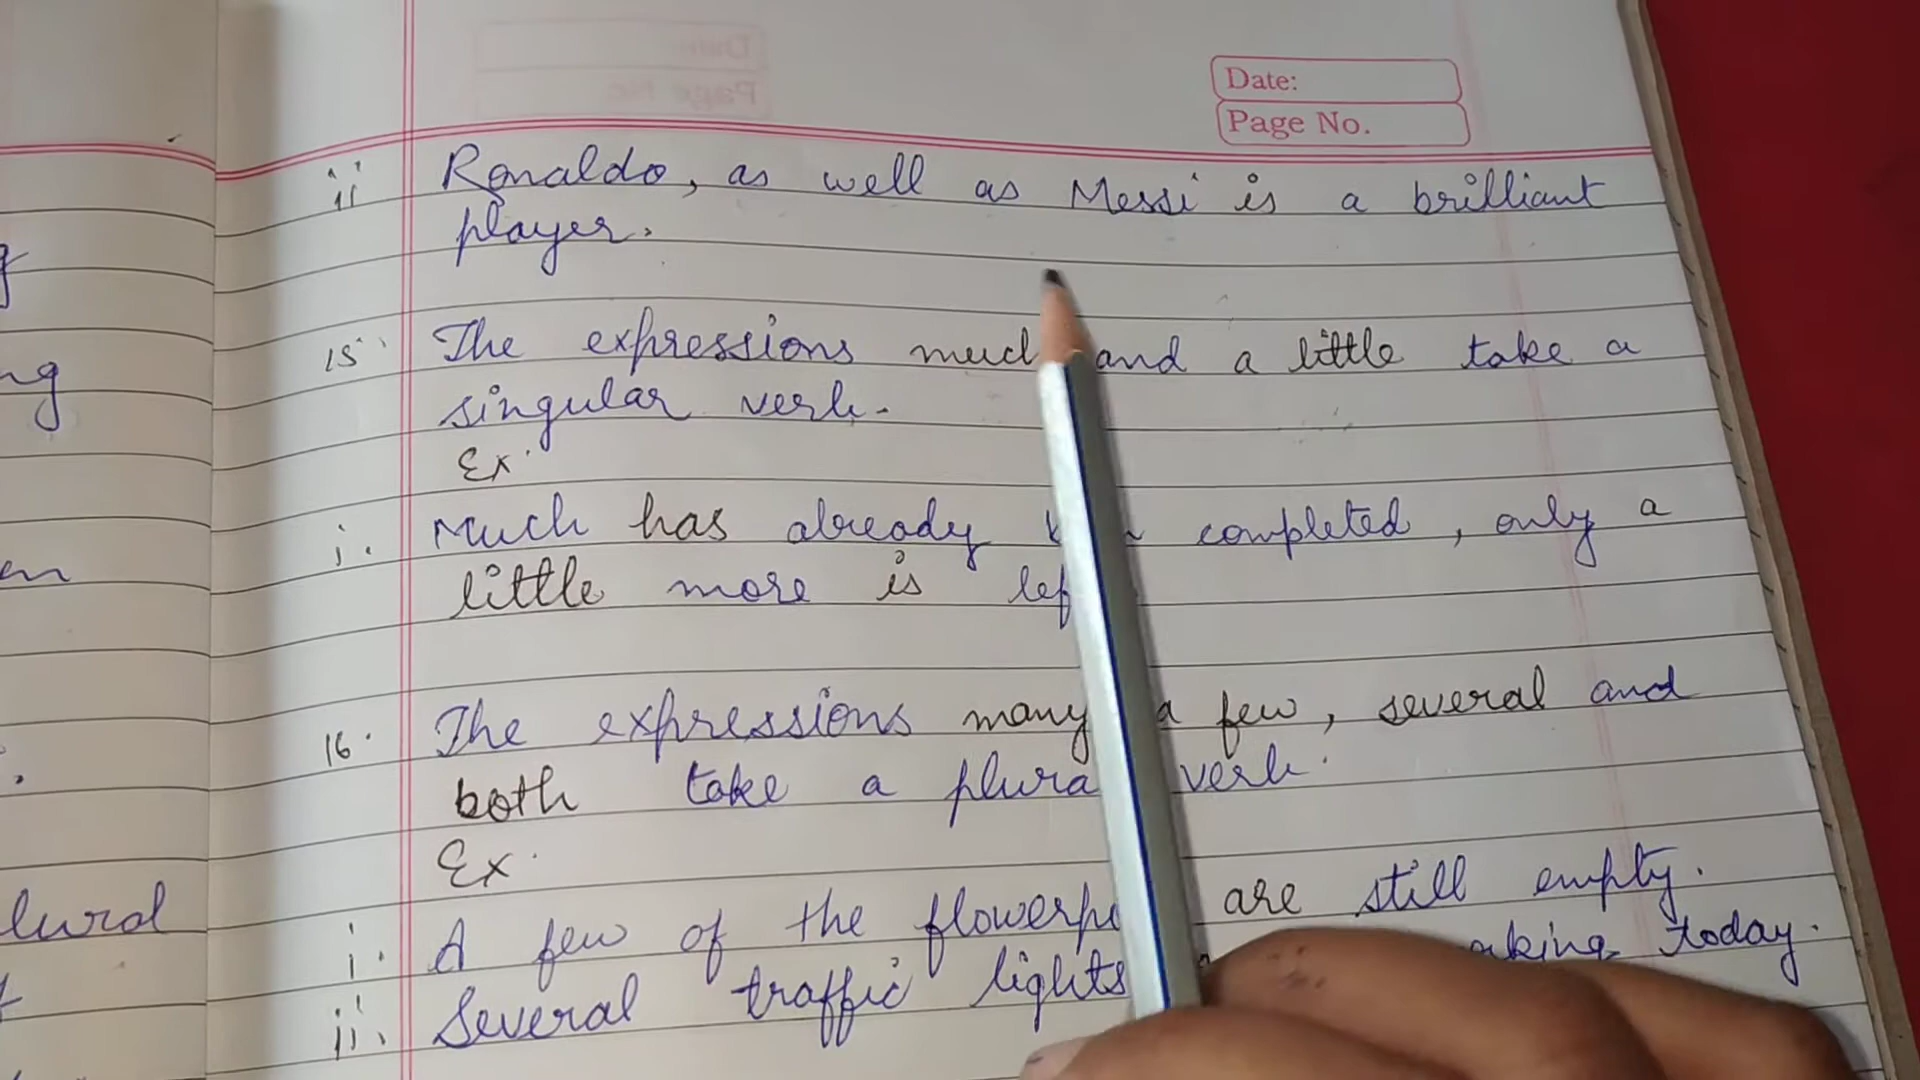 Date:
Page No.
ii Ronaldo, as well as Messi is a brilliant
player.
15. The expressions much and a little take a
singular verb.
Ex.
i. Much has already completed, only a
little more is
16. The expressions many a few, several and
both take a plural verb.
Ex.
i. A few of the are still empty.
ii. Several traffic lights today.
lural